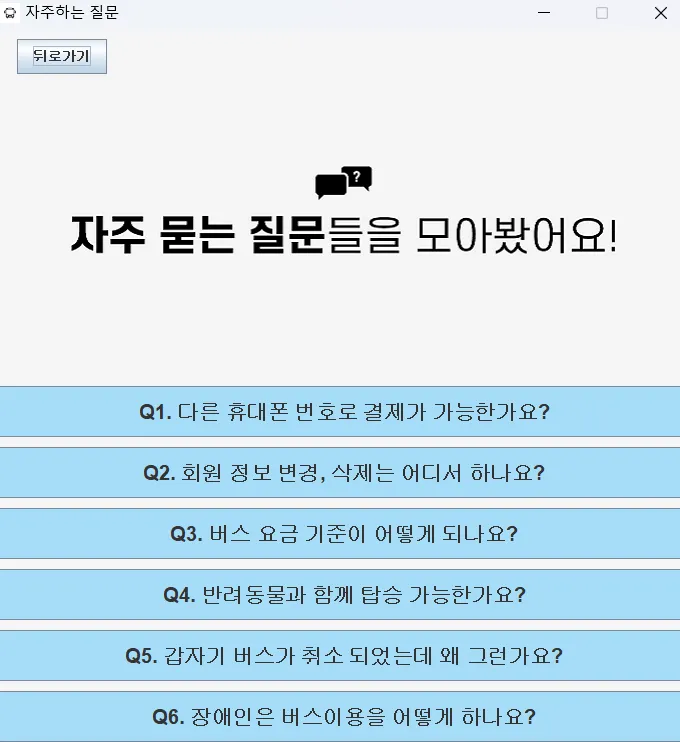 자주하는 질문
뒤로가기
?
자주 묻는 질문들을 모아봤어요!
Q1. 다른 휴대폰 번호로 결제가 가능한가요?
Q2. 회원 정보 변경, 삭제는 어디서 하나요?
Q3. 버스 요금 기준이 어떻게 되나요?
Q4. 반려동물과 함께 탑승 가능한가요?
Q5. 갑자기 버스가 취소 되었는데 왜 그런가요?
Q6. 장애인은 버스이용을 어떻게 하나요?